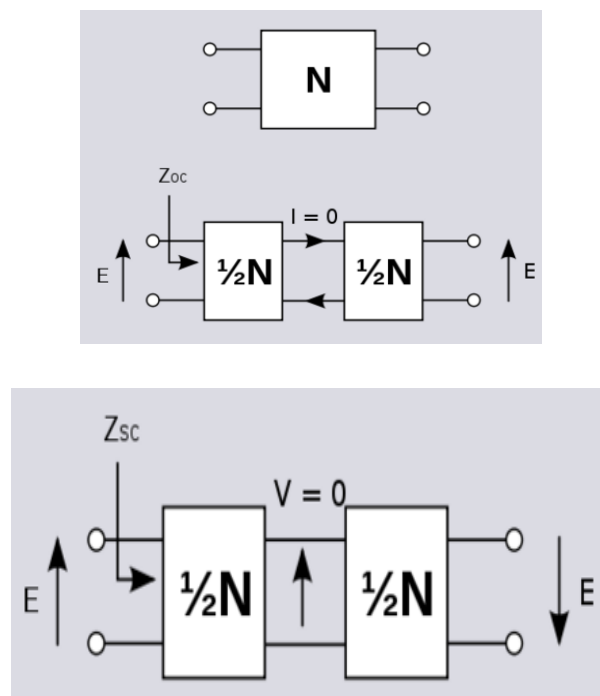 N
Zoc
I = 0
E ½N ½N E
Zsc
V = 0
E ½N ½N E